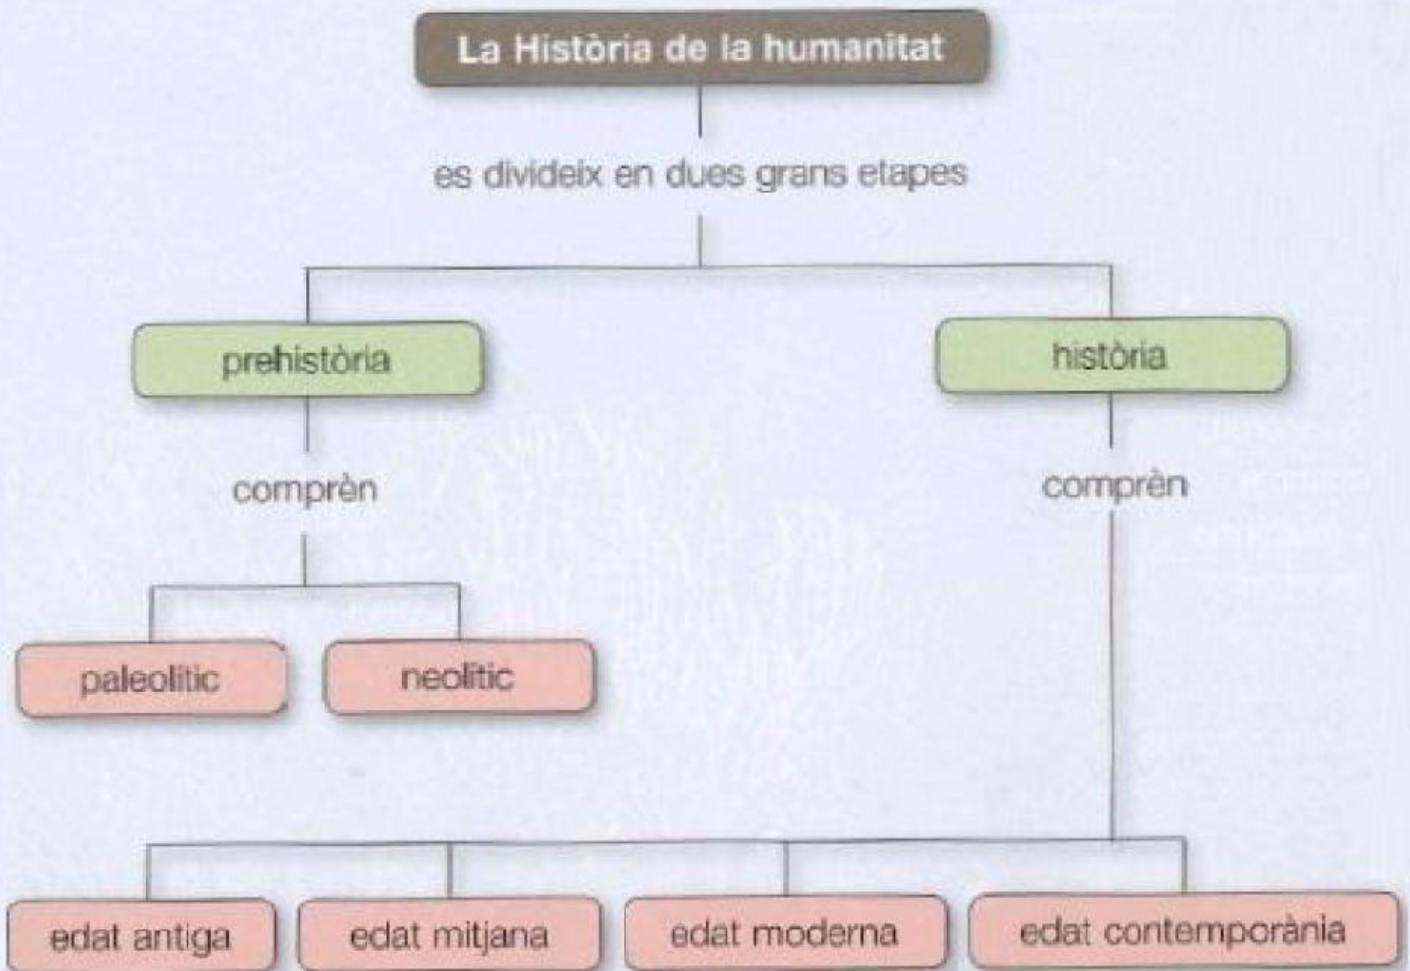 La Història de la humanitat
es divideix en dues grans etapes
prehistòria
història
comprèn
comprèn
paleolític
neolític
edat antiga
edat mitjana
edat moderna
edat contemporània